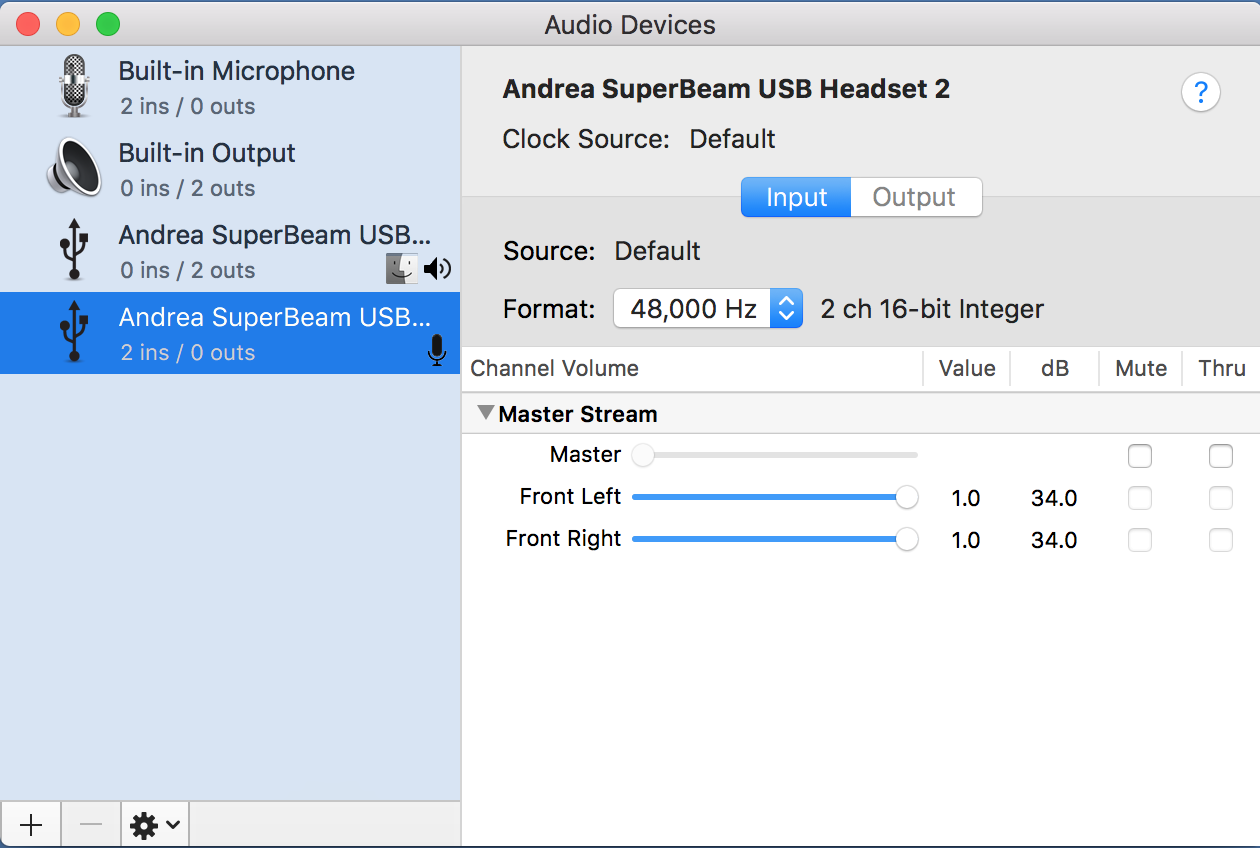 Audio Devices
Built-in Microphone
2 ins / 0 outs
Built-in Output
0 ins / 2 outs
Andrea SuperBeam USB...
0 ins / 2 outs
Andrea SuperBeam USB...
2 ins / 0 outs
Andrea SuperBeam USB Headset 2
?
Clock Source: Default
Input Output
Source: Default
Format: 48,000 Hz 2 ch 16-bit Integer
Channel Volume Value dB Mute Thru
Master Stream
Master
Front Left 1.0 34.0
Front Right 1.0 34.0